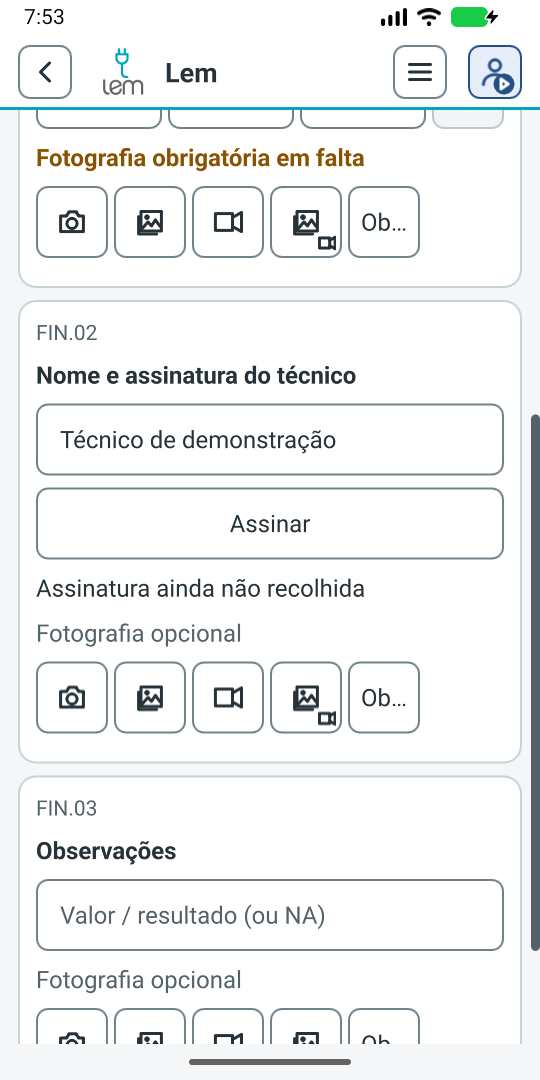 7:53
lem
Lem
Fotografia obrigatória em falta
Ob...
FIN.02
Nome e assinatura do técnico
Técnico de demonstração
Assinar
Assinatura ainda não recolhida
Fotografia opcional
Ob...
FIN.03
Observações
Valor / resultado (ou NA)
Fotografia opcional
Ob...